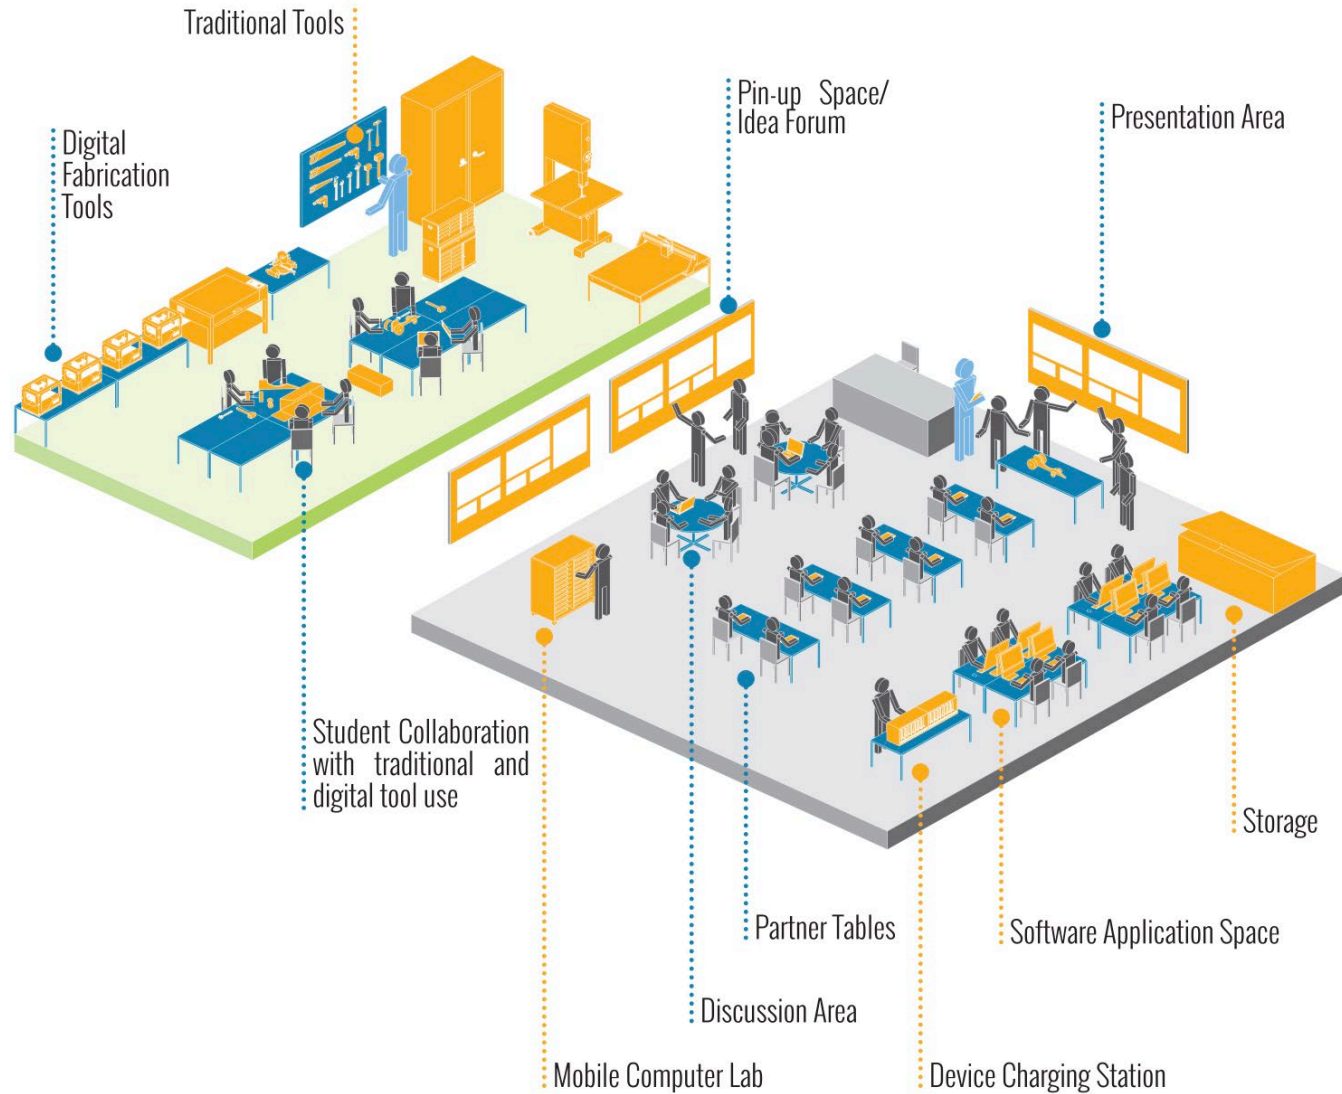 Traditional Tools
Digital
Fabrication
Tools
Pin-up Space/
Idea Forum
Presentation Area
Student Collaboration
with traditional and
digital tool use
Storage
Partner Tables
Software Application Space
Discussion Area
Mobile Computer Lab
Device Charging Station